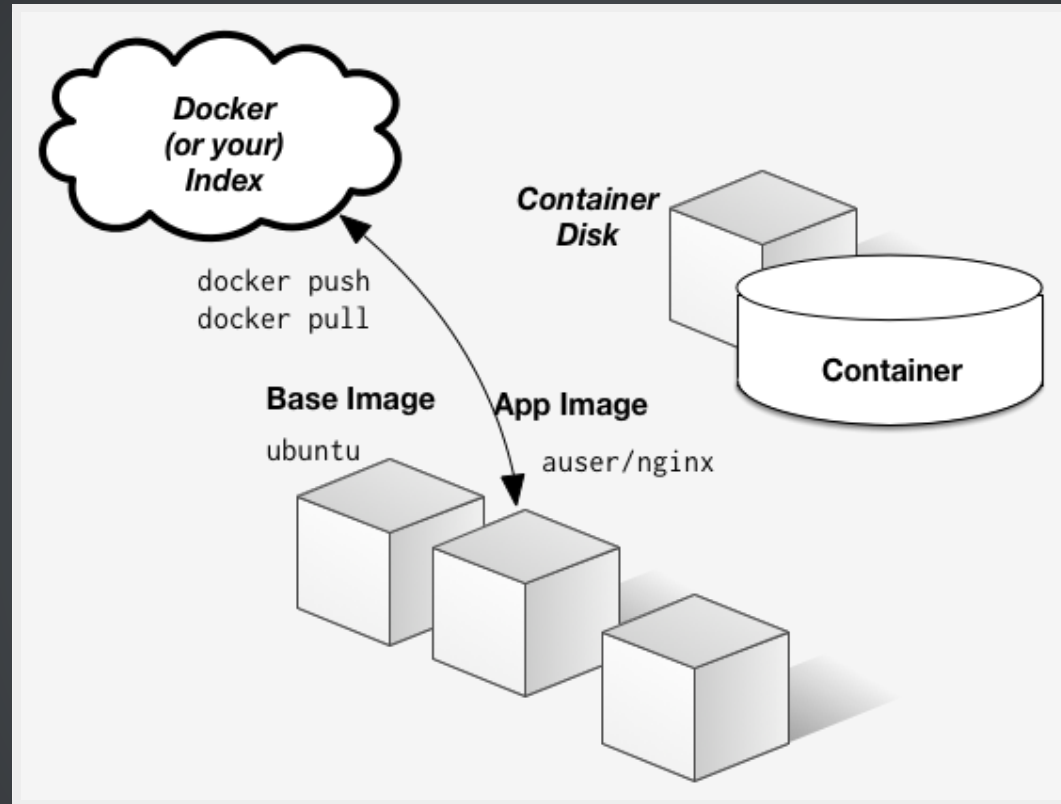 Docker
(or your)
Index
Container
Disk
docker push
docker pull
Container
Base Image
App Image
ubuntu
auser/nginx